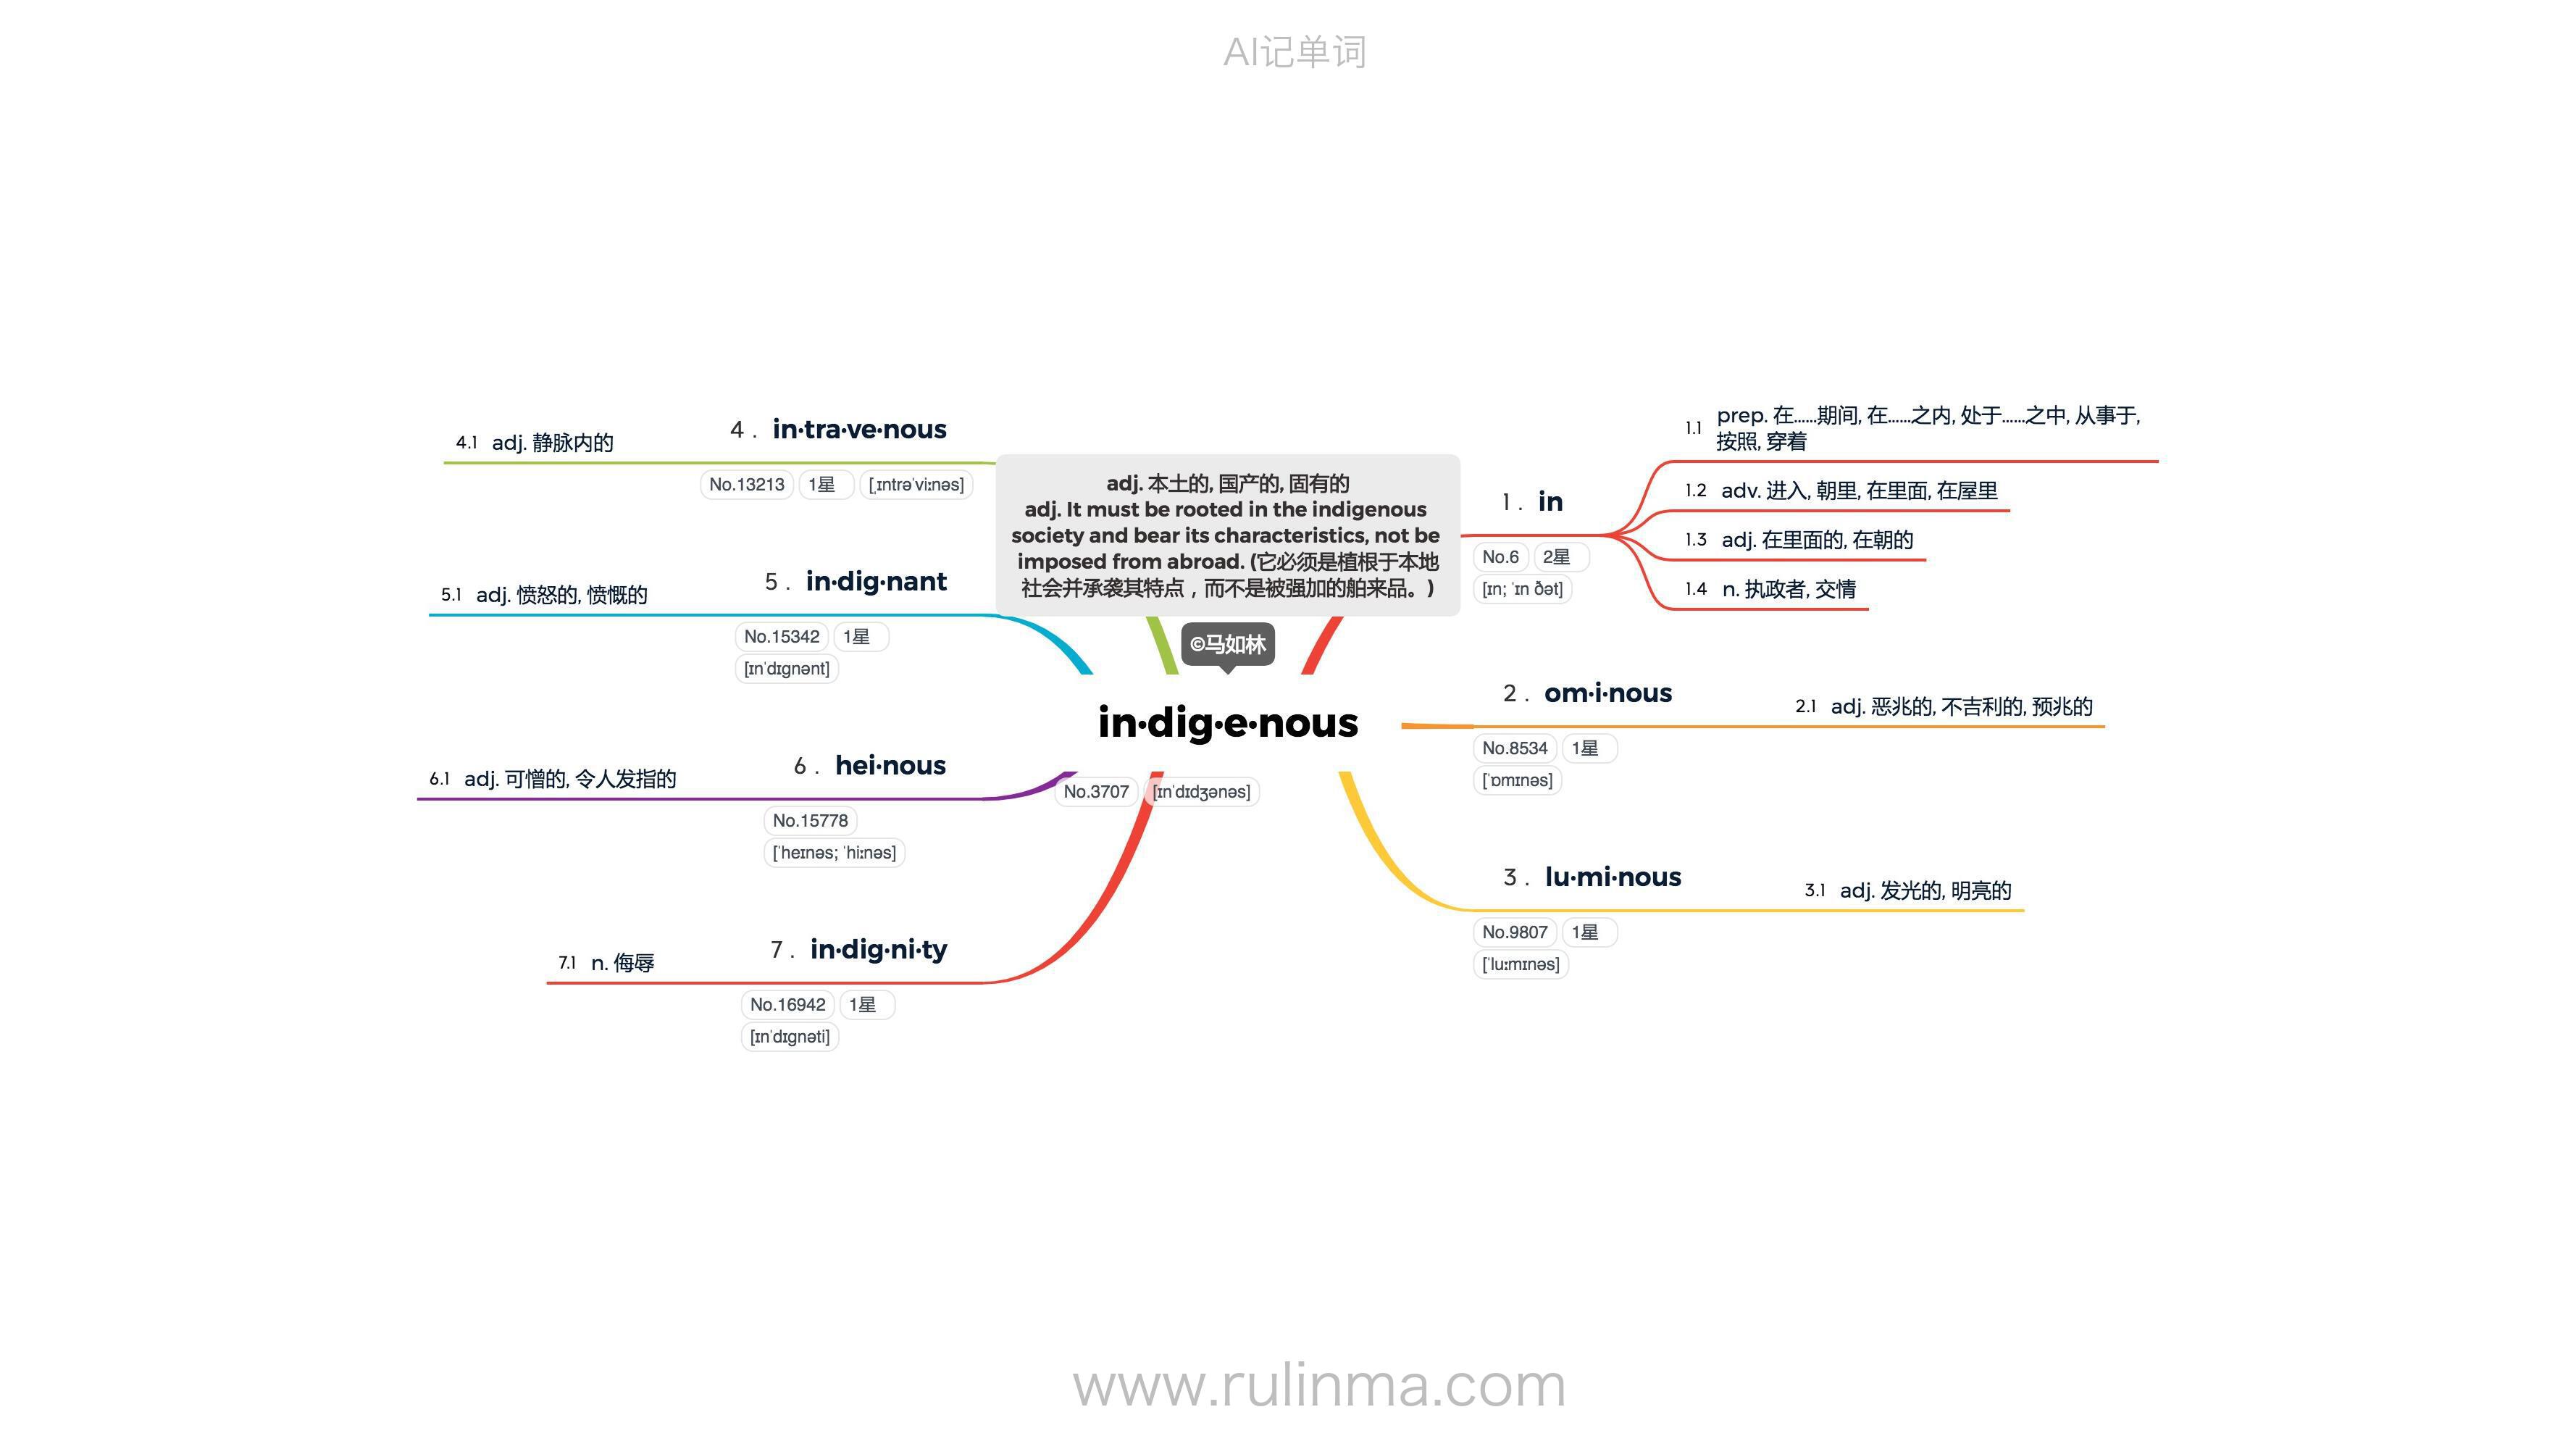 AI记单词
adj. 本土的, 国产的, 固有的
adj. It must be rooted in the indigenous
society and bear its characteristics, not be
imposed from abroad. (它必须是植根于本地
社会并承袭其特点，而不是被强加的舶来品。)
©马如林
in·dig·e·nous
No.3707 [ɪnˈdɪdʒənəs]
1 . in
No.6 2星
[ɪn; ˈɪn ðət]
1.1 prep. 在......期间, 在......之内, 处于......之中, 从事于,
按照, 穿着
1.2 adv. 进入, 朝里, 在里面, 在屋里
1.3 adj. 在里面的, 在朝的
1.4 n. 执政者, 交情
2 . om·i·nous
No.8534 1星
[ˈɒmɪnəs]
2.1 adj. 恶兆的, 不吉利的, 预兆的
3 . lu·mi·nous
No.9807 1星
[ˈluːmɪnəs]
3.1 adj. 发光的, 明亮的
4 . in·tra·ve·nous
No.13213 1星 [ˌɪntrəˈviːnəs]
4.1 adj. 静脉内的
5 . in·dig·nant
No.15342 1星
[ɪnˈdɪɡnənt]
5.1 adj. 愤怒的, 愤慨的
6 . hei·nous
No.15778
[ˈheɪnəs; ˈhiːnəs]
6.1 adj. 可憎的, 令人发指的
7 . in·dig·ni·ty
No.16942 1星
[ɪnˈdɪɡnəti]
7.1 n. 侮辱
www.rulinma.com